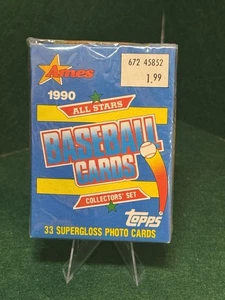 Ames
672 45852
1.99
1990
ALL STARS
BASEBALL
CARDS
COLLECTORS' SET
topps
33 SUPERGLOSS PHOTO CARDS